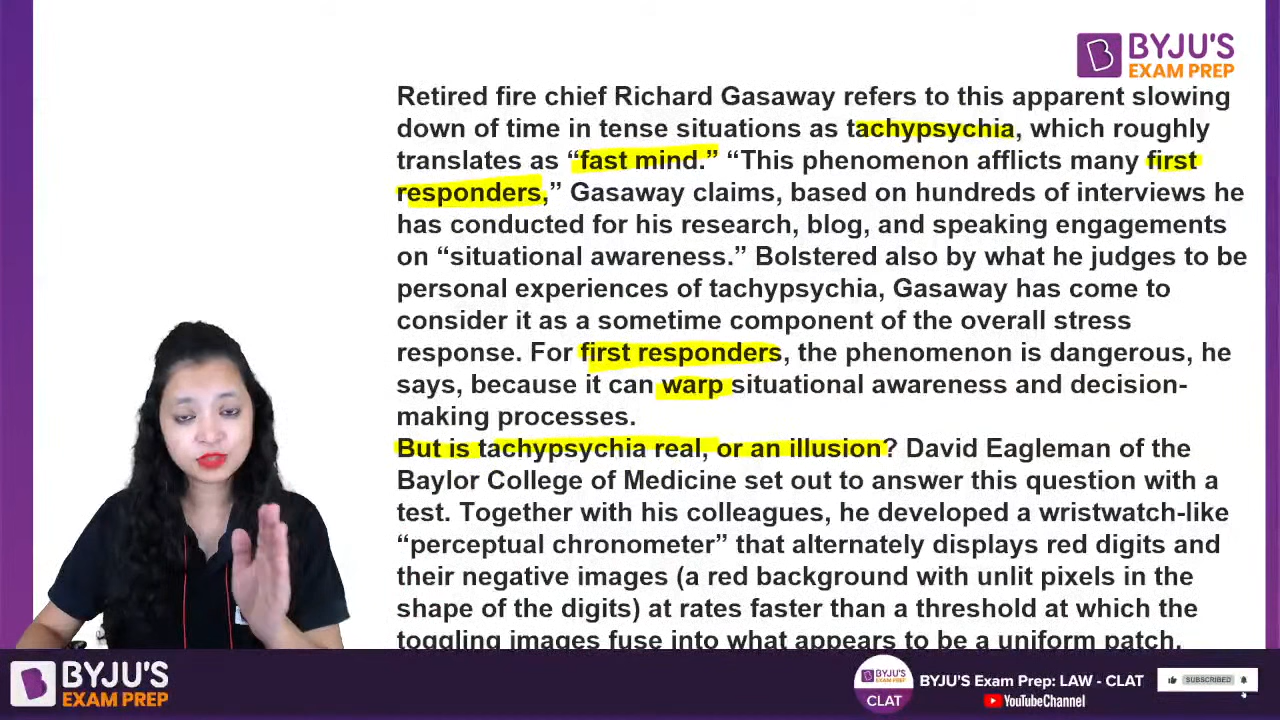 BYJU'S
EXAM PREP
Retired fire chief Richard Gasaway refers to this apparent slowing
down of time in tense situations as tachypsychia, which roughly
translates as “fast mind.” “This phenomenon afflicts many first
responders,” Gasaway claims, based on hundreds of interviews he
has conducted for his research, blog, and speaking engagements
on “situational awareness.” Bolstered also by what he judges to be
personal experiences of tachypsychia, Gasaway has come to
consider it as a sometime component of the overall stress
response. For first responders, the phenomenon is dangerous, he
says, because it can warp situational awareness and decision-
making processes.
But is tachypsychia real, or an illusion? David Eagleman of the
Baylor College of Medicine set out to answer this question with a
test. Together with his colleagues, he developed a wristwatch-like
“perceptual chronometer” that alternately displays red digits and
their negative images (a red background with unlit pixels in the
shape of the digits) at rates faster than a threshold at which the
toggling images fuse into what appears to be a uniform patch.
BYJU'S
EXAM PREP
BYJU'S
EXAM PREP
CLAT
BYJU'S Exam Prep: LAW - CLAT
YouTubeChannel
SUBSCRIBED